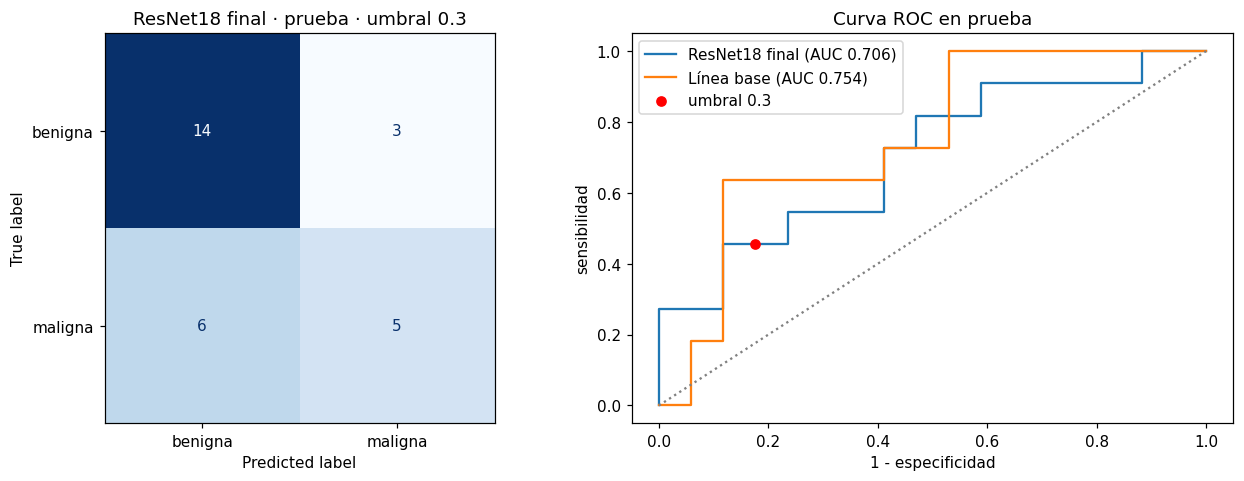 ResNet18 final · prueba · umbral 0.3
True label
benigna
14
3
maligna
6
5
benigna
maligna
Predicted label
Curva ROC en prueba
ResNet18 final (AUC 0.706)
Línea base (AUC 0.754)
umbral 0.3
sensibilidad
1.0
0.8
0.6
0.4
0.2
0.0
0.0
0.2
0.4
0.6
0.8
1.0
1 - especificidad